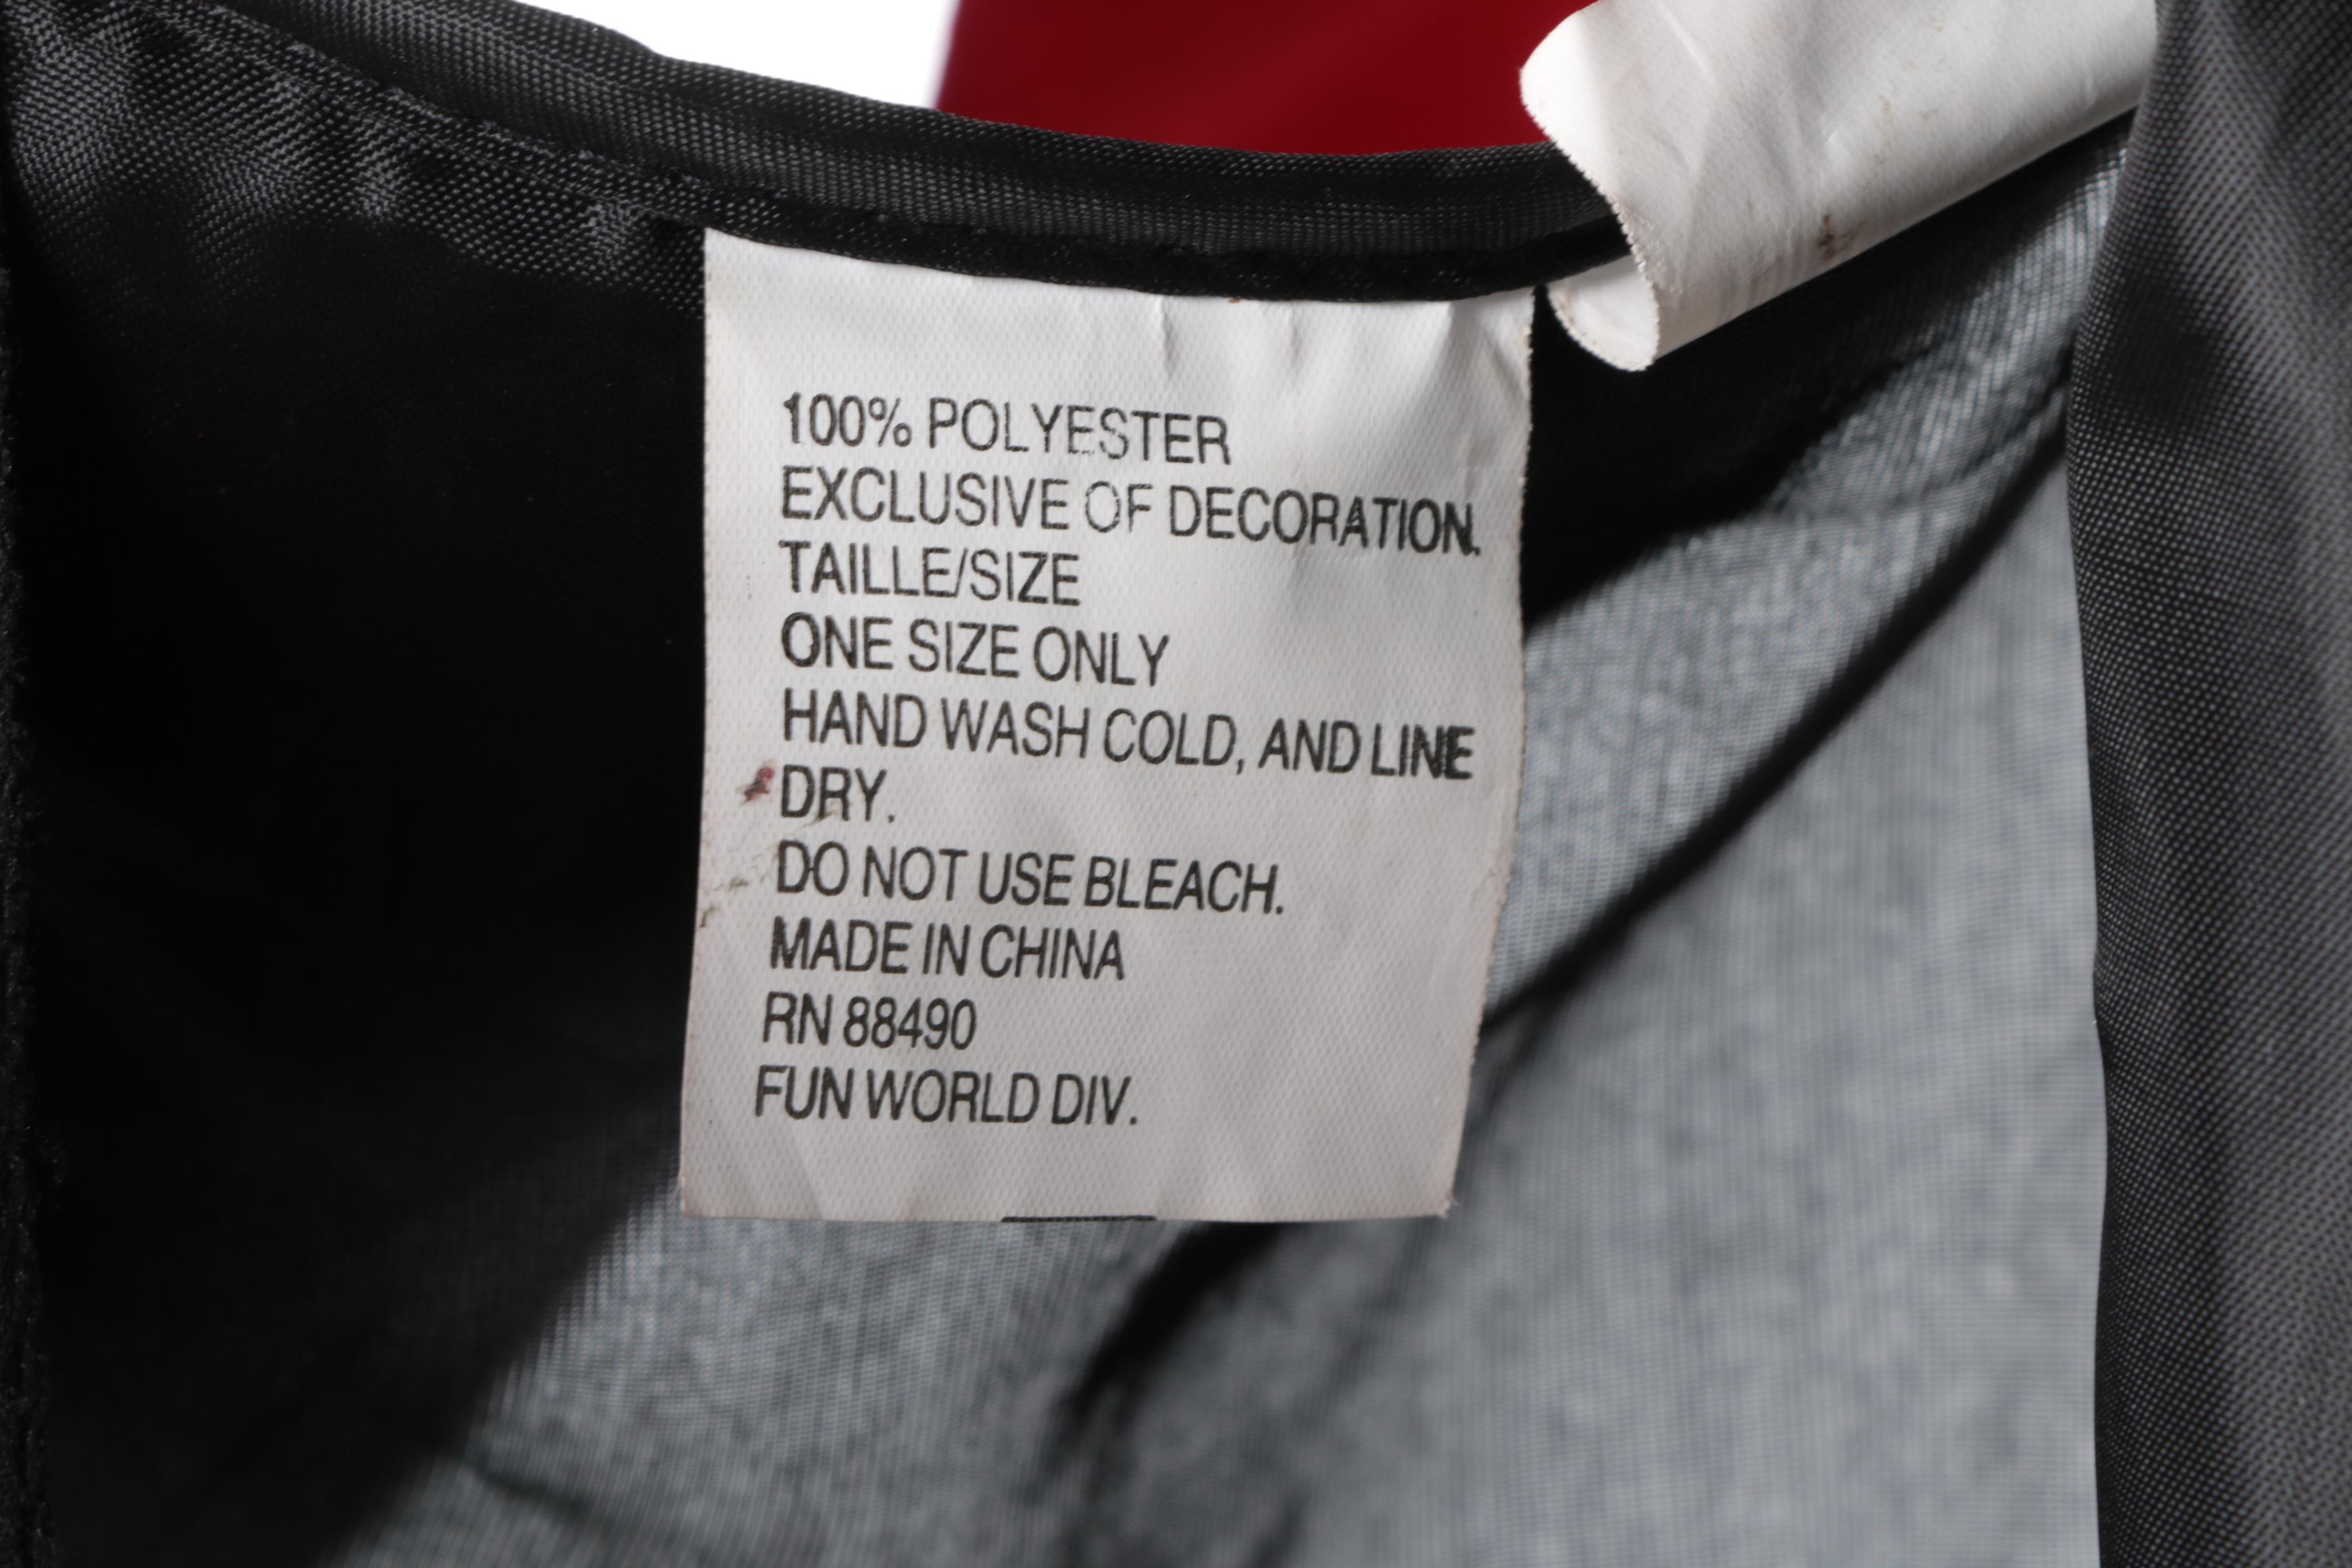 100% POLYESTER
EXCLUSIVE OF DECORATION.
TAILLE/SIZE
ONE SIZE ONLY
HAND WASH COLD, AND LINE
DRY.
DO NOT USE BLEACH.
MADE IN CHINA
RN 88490
FUN WORLD DIV.